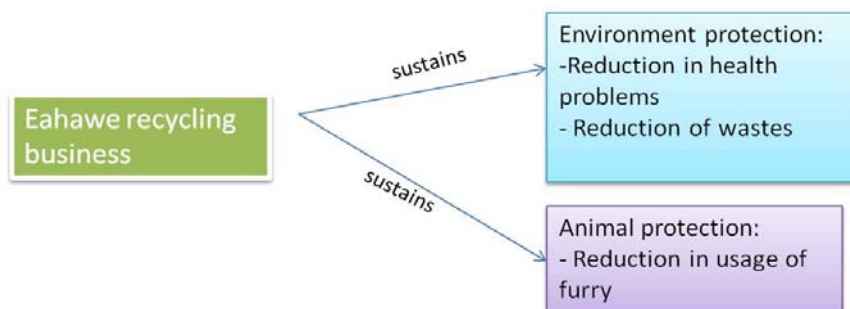 Eahawe recycling
business
sustains
sustains
Environment protection:
-Reduction in health
problems
- Reduction of wastes
Animal protection:
- Reduction in usage of
furry